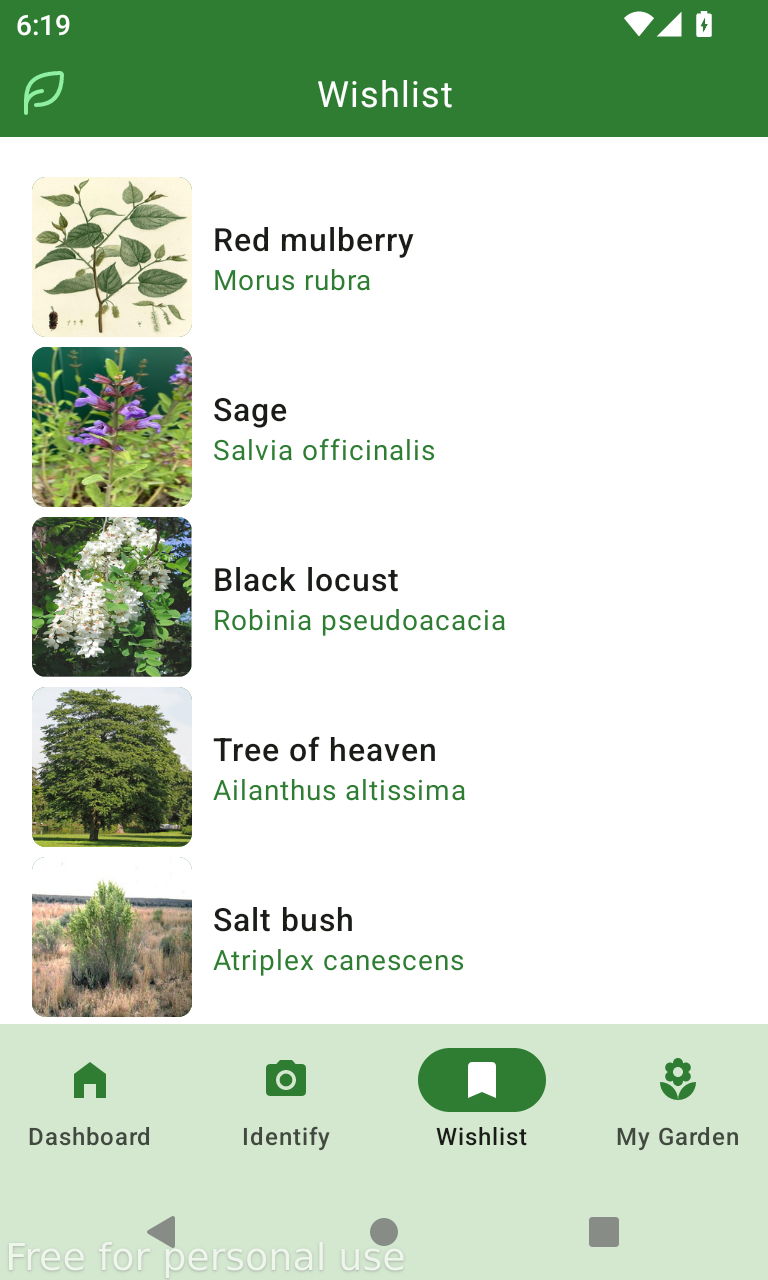 6:19
Wishlist
Red mulberry
Morus rubra
Sage
Salvia officinalis
Black locust
Robinia pseudoacacia
Tree of heaven
Ailanthus altissima
Salt bush
Atriplex canescens
Dashboard
Identify
Wishlist
My Garden
Free for personal use